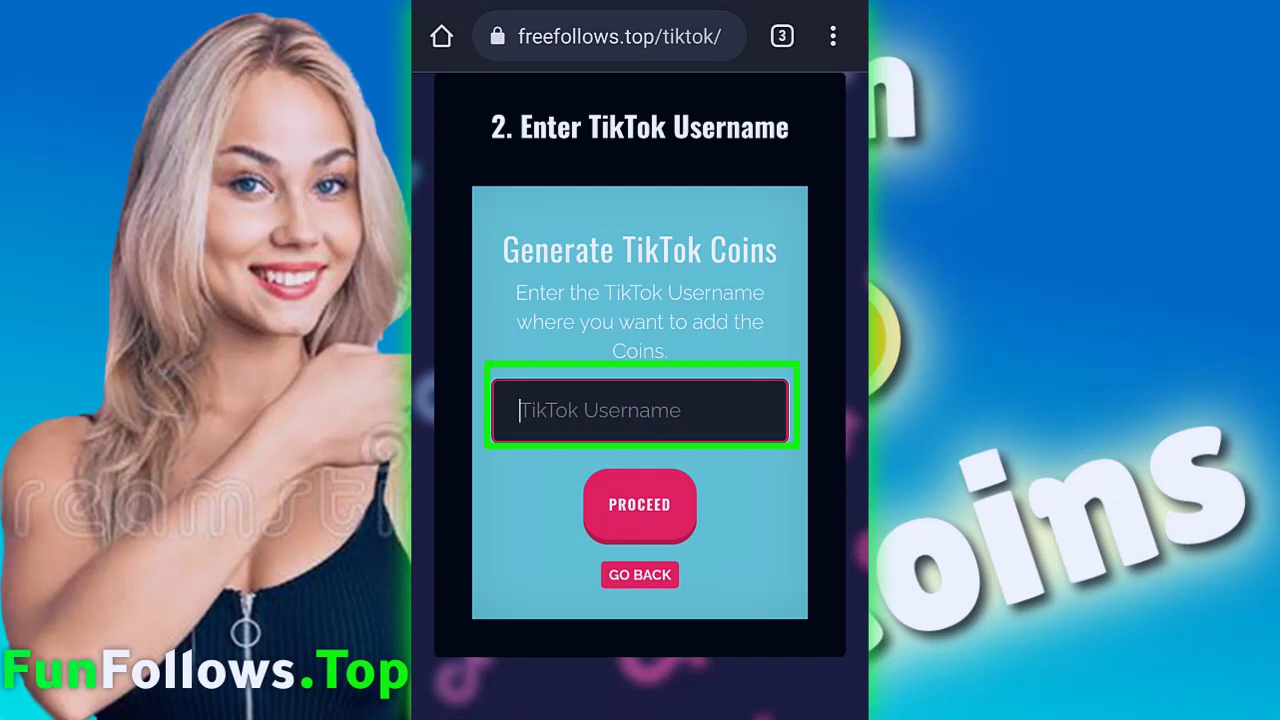 freefollows.top/tiktok/
3
2. Enter TikTok Username
Generate TikTok Coins
Enter the TikTok Username
where you want to add the
Coins.
TikTok Username
PROCEED
GO BACK
FunFollows.Top